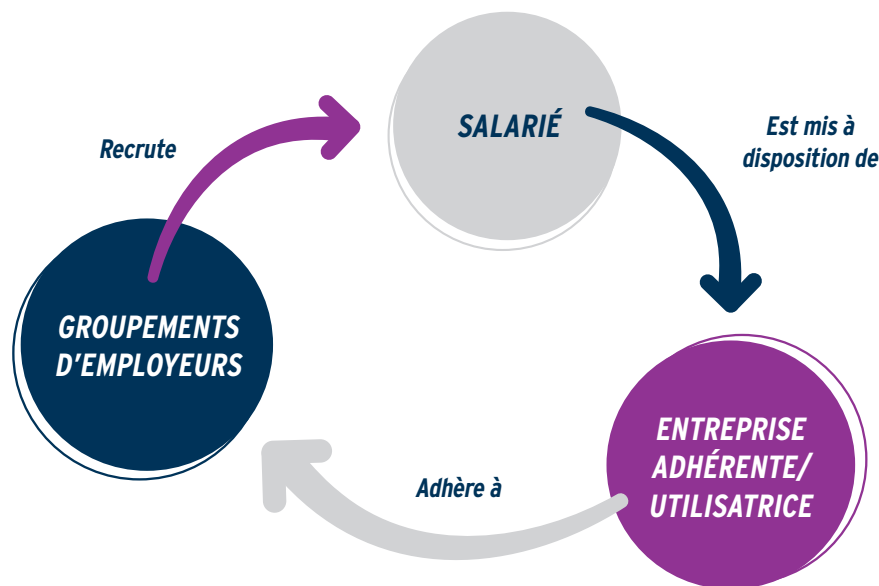 SALARIÉ
Est mis à
disposition de
Recrute
GROUPEMENTS
D’EMPLOYEURS
ENTREPRISE
ADHÉRENTE/
UTILISATRICE
Adhère à